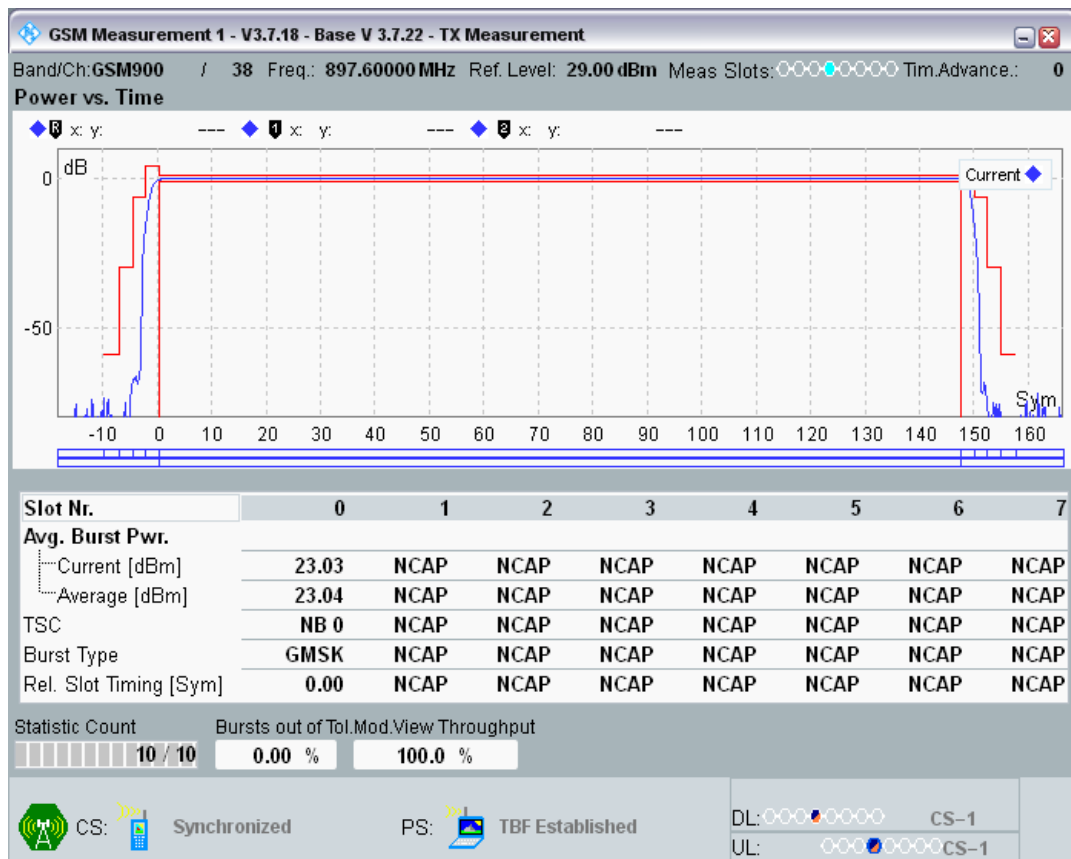 GSM Measurement 1 - V3.7.18 - Base V 3.7.22 - TX Measurement
Band/Ch:GSM900 / 38 Freq.: 897.60000 MHz Ref. Level: 29.00 dBm Meas Slots: Tim.Advance.: 0
Power vs. Time
R x: y: --- 1 x: y: --- 2 x: y: ---
dB
Current
0
-50
Sym
-10 0 10 20 30 40 50 60 70 80 90 100 110 120 130 140 150 160
Slot Nr. 0 1 2 3 4 5 6 7
Avg. Burst Pwr.
Current [dBm] 23.03 NCAP NCAP NCAP NCAP NCAP NCAP NCAP
Average [dBm] 23.04 NCAP NCAP NCAP NCAP NCAP NCAP NCAP
TSC NB 0 NCAP NCAP NCAP NCAP NCAP NCAP NCAP
Burst Type GMSK NCAP NCAP NCAP NCAP NCAP NCAP NCAP
Rel. Slot Timing [Sym] 0.00 NCAP NCAP NCAP NCAP NCAP NCAP NCAP
Statistic Count Bursts out of Tol.Mod.View Throughput
10 / 10 0.00 % 100.0 %
CS: Synchronized PS: TBF Established
DL: CS-1
UL: CS-1